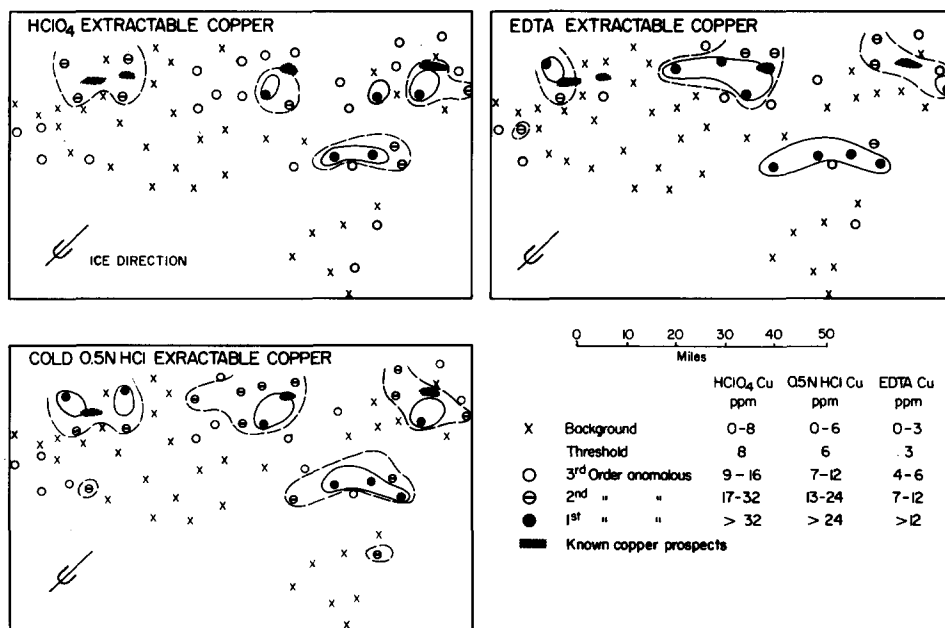 HClO4 EXTRACTABLE COPPER
ICE DIRECTION
EDTA EXTRACTABLE COPPER
COLD 0.5N HCl EXRACTABLE COPPER
0 10 20 30 40 50
Miles
HClO4 Cu 0.5N HCl Cu EDTA Cu
ppm ppm ppm
X Background 0-8 0-6 0-3
Threshold 8 6 3
3rd Order anomalous 9-16 7-12 4-6
2nd " " 17-32 13-24 7-12
1st " " > 32 > 24 >12
Known copper prospects